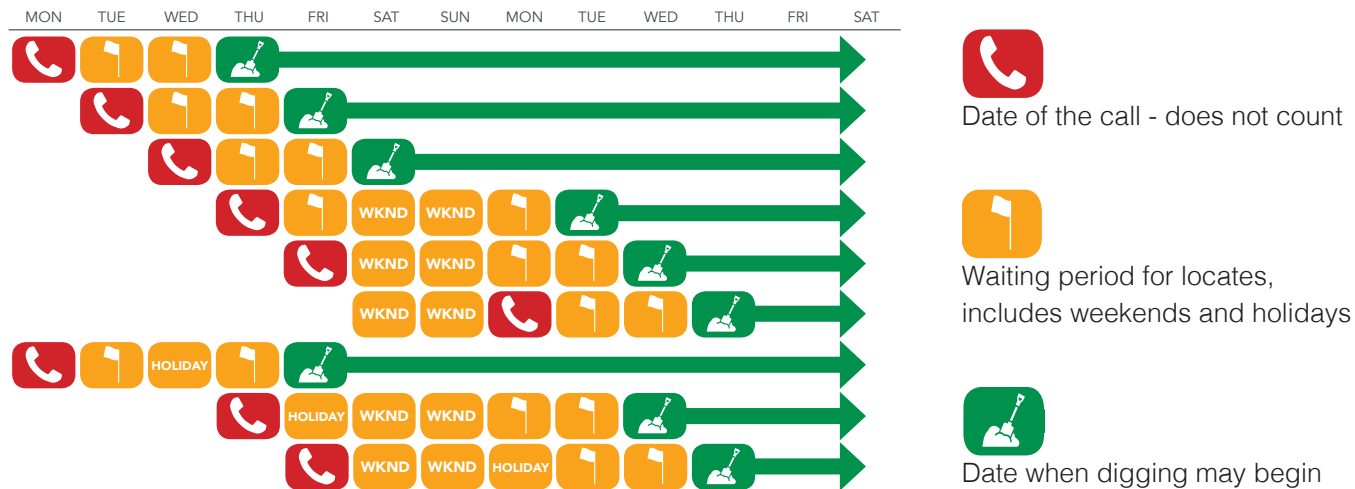 MON TUE WED THU FRI SAT SUN MON TUE WED THU FRI SAT
Date of the call - does not count
WKND WKND
WKND WKND
Waiting period for locates,
includes weekends and holidays
WKND WKND
HOLIDAY
HOLIDAY WKND WKND
WKND WKND HOLIDAY
Date when digging may begin